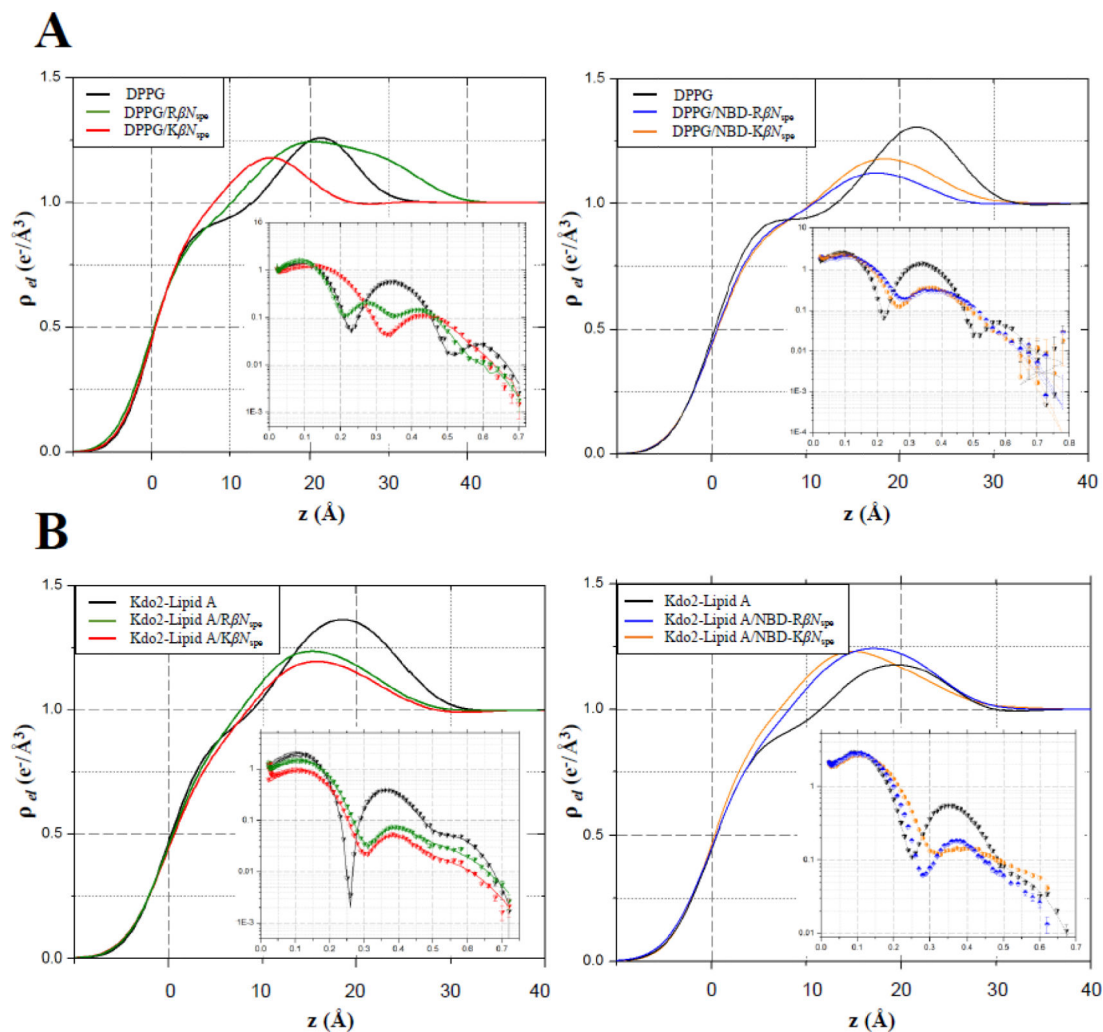 A
1.5
1.0
0.5
0.0
ρ el (e-/Å³)
DPPG
DPPG/RβNspe
DPPG/KβNspe
10
1
0.1
0.01
1E-3
0.0 0.1 0.2 0.3 0.4 0.5 0.6 0.7
0 10 20 30 40
z (Å)
1.5
1.0
0.5
0.0
ρ el (e-/Å³)
DPPG
DPPG/NBD-RβNspe
DPPG/NBD-KβNspe
10
1
0.1
0.01
1E-3
1E-4
0.0 0.1 0.2 0.3 0.4 0.5 0.6 0.7 0.8
0 10 20 30 40
z (Å)
B
1.5
1.0
0.5
0.0
ρ el (e-/Å³)
Kdo2-Lipid A
Kdo2-Lipid A/RβNspe
Kdo2-Lipid A/KβNspe
1
0.1
0.01
1E-3
0.0 0.1 0.2 0.3 0.4 0.5 0.6 0.7
0 10 20 30 40
z (Å)
1.5
1.0
0.5
0.0
ρ el (e-/Å³)
Kdo2-Lipid A
Kdo2-Lipid A/NBD-RβNspe
Kdo2-Lipid A/NBD-KβNspe
1
0.1
0.01
0.0 0.1 0.2 0.3 0.4 0.5 0.6 0.7
0 10 20 30 40
z (Å)